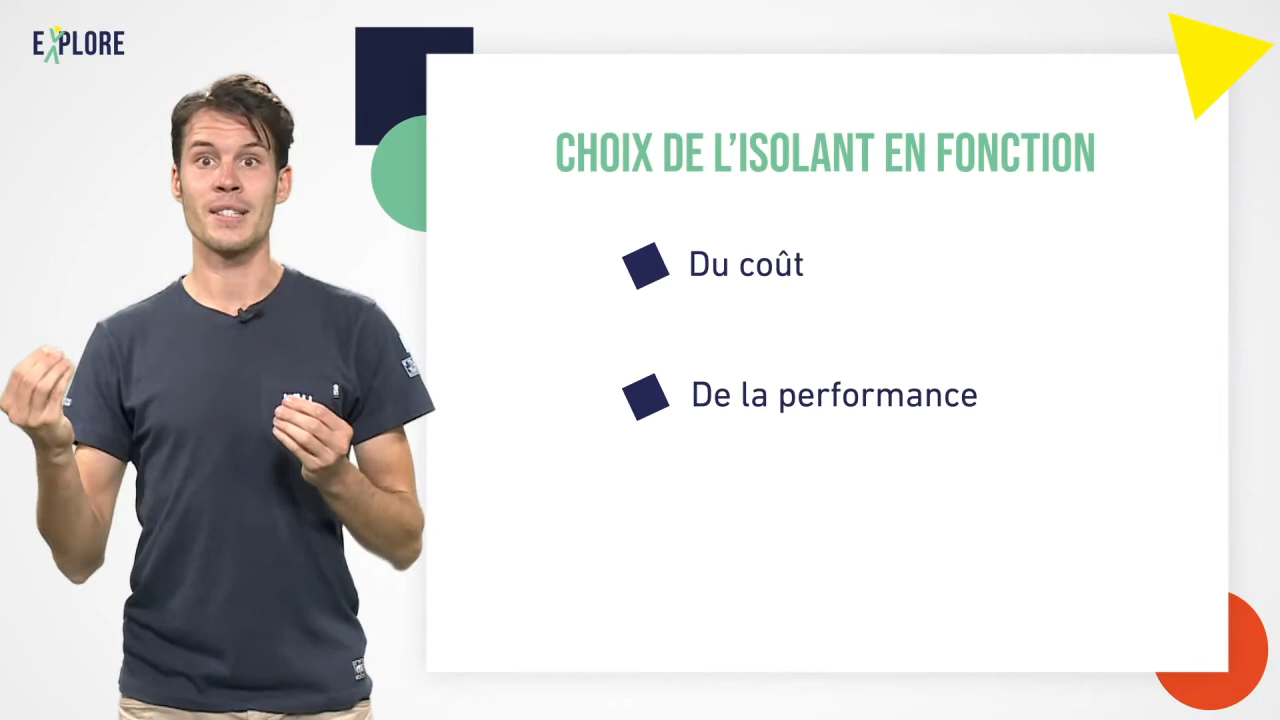 EXPLORE
CHOIX DE L’ISOLANT EN FONCTION
Du coût
De la performance